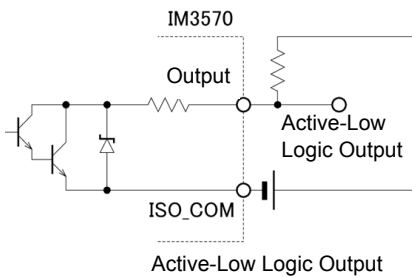 IM3570
Output
Active-Low
Logic Output
ISO_COM
Active-Low Logic Output